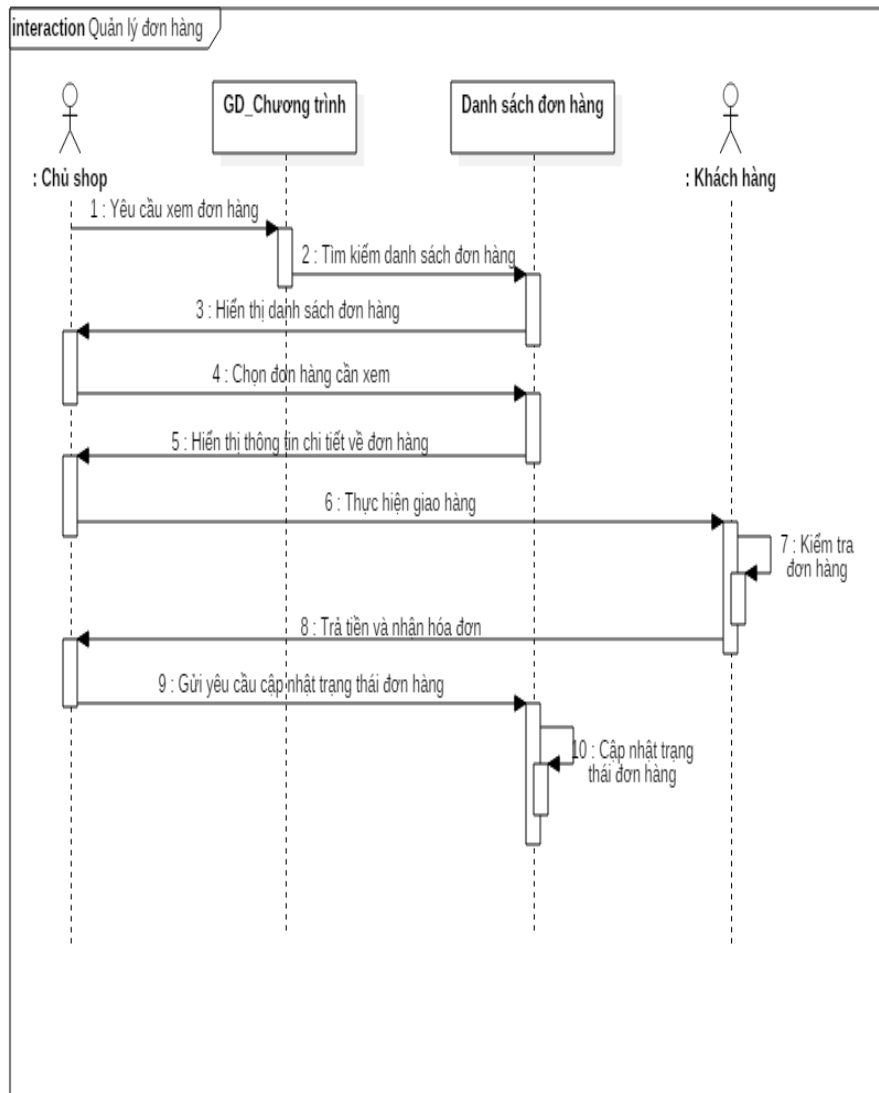 interaction Quản lý đơn hàng
GD_Chương trình
Danh sách đơn hàng
: Chủ shop
: Khách hàng
1 : Yêu cầu xem đơn hàng
2 : Tìm kiếm danh sách đơn hàng
3 : Hiển thị danh sách đơn hàng
4 : Chọn đơn hàng cần xem
5 : Hiển thị thông tin chi tiết về đơn hàng
6 : Thực hiện giao hàng
7 : Kiểm tra
đơn hàng
8 : Trả tiền và nhân hóa đơn
9 : Gửi yêu cầu cập nhật trạng thái đơn hàng
10 : Cập nhật trạng
thái đơn hàng